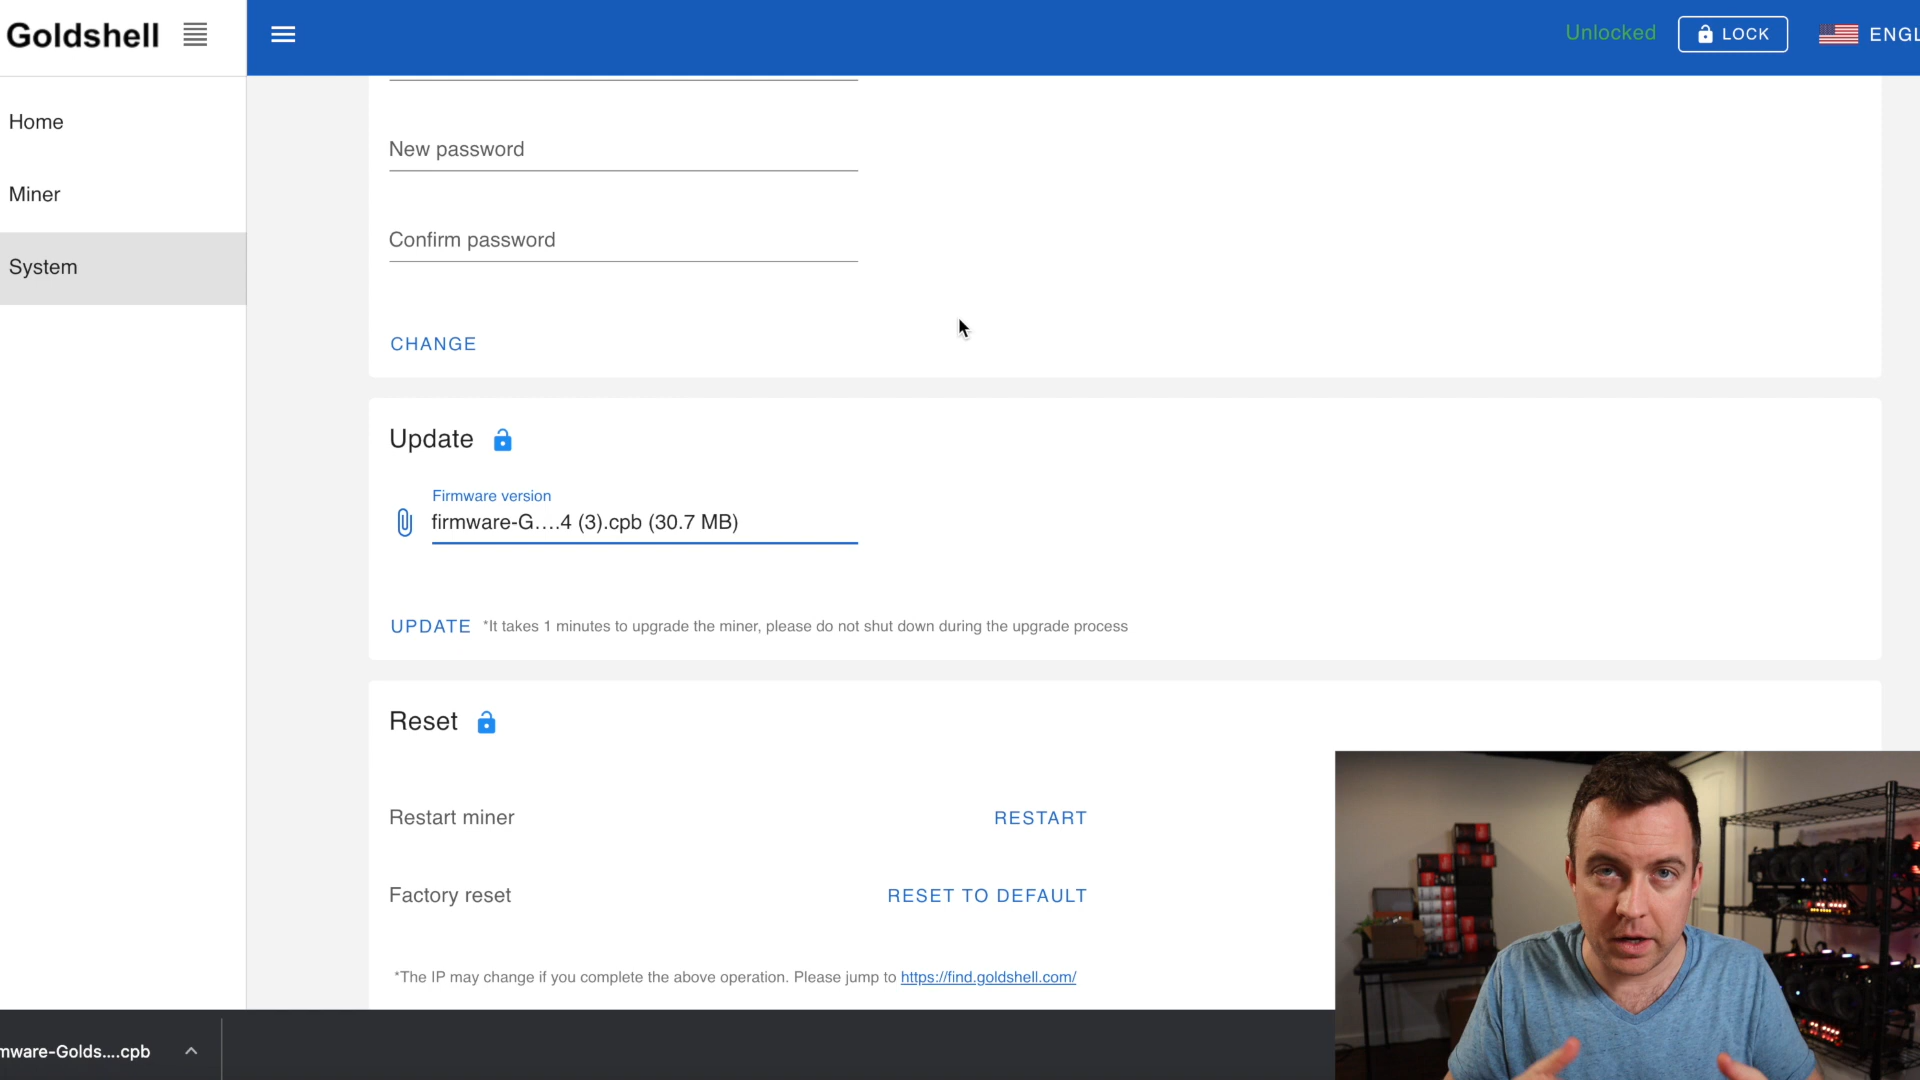 Goldshell
Unlocked
LOCK
ENGL
Home
Miner
System
New password
Confirm password
CHANGE
Update
Firmware version
firmware-G....4 (3).cpb (30.7 MB)
UPDATE *It takes 1 minutes to upgrade the miner, please do not shut down during the upgrade process
Reset
Restart miner RESTART
Factory reset RESET TO DEFAULT
*The IP may change if you complete the above operation. Please jump to https://find.goldshell.com/
mware-Golds....cpb